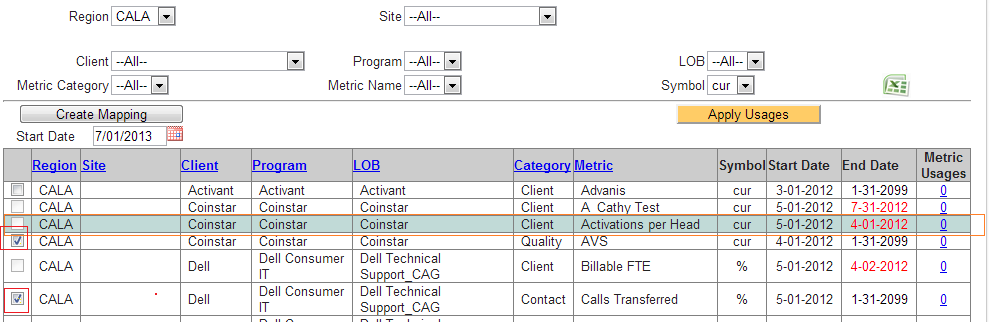 Region CALA Site --All--
Client --All-- Program --All-- LOB --All--
Metric Category --All-- Metric Name --All-- Symbol cur
Create Mapping Apply Usages
Start Date 7/01/2013
Region Site Client Program LOB Category Metric Symbol Start Date End Date Metric Usages
CALA Activant Activant Activant Client Advanis cur 3-01-2012 1-31-2099 0
CALA Coinstar Coinstar Coinstar Client A Cathy Test cur 5-01-2012 7-31-2012 0
CALA Coinstar Coinstar Coinstar Client Activations per Head cur 5-01-2012 4-01-2012 0
CALA Coinstar Coinstar Coinstar Quality AVS cur 4-01-2012 1-31-2099 0
CALA Dell Dell Consumer IT Dell Technical Support_CAG Client Billable FTE % 5-01-2012 4-02-2012 0
CALA Dell Dell Consumer IT Dell Technical Support_CAG Contact Calls Transferred % 5-01-2012 1-31-2099 0